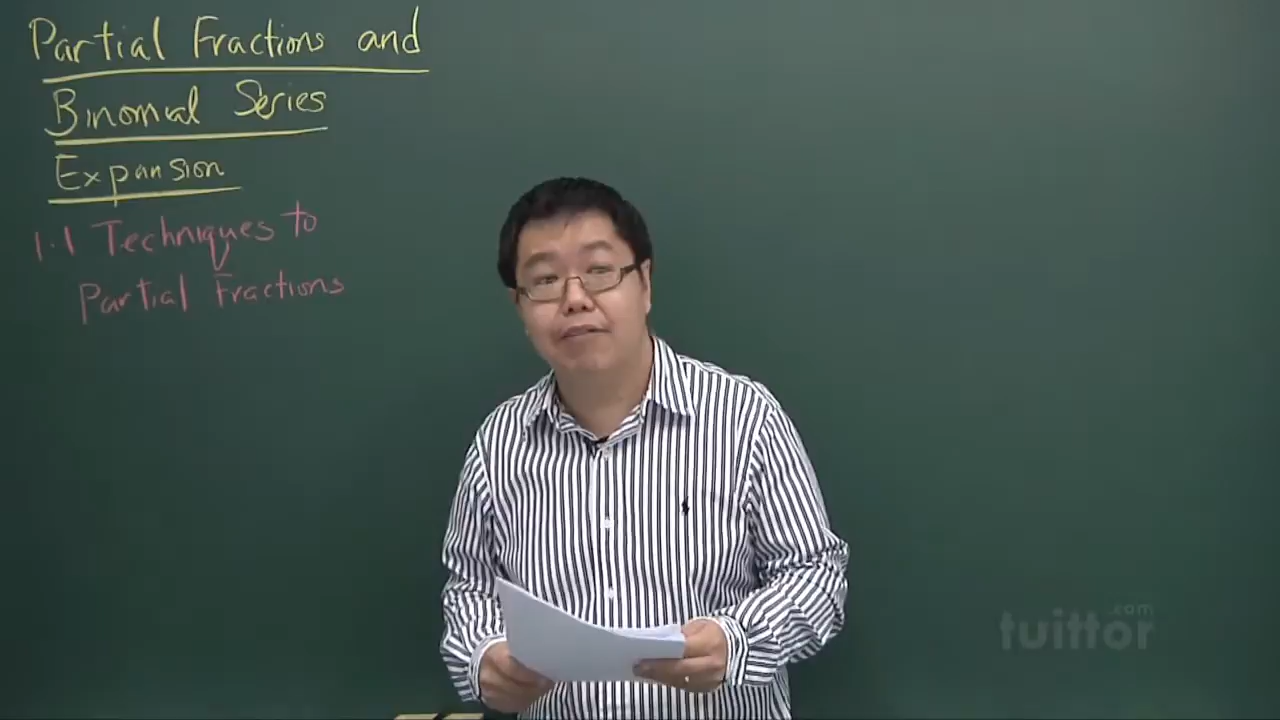 Partial Fractions and
Binomial Series
Expansion
1.1 Techniques to
Partial Fractions
tuittor.com